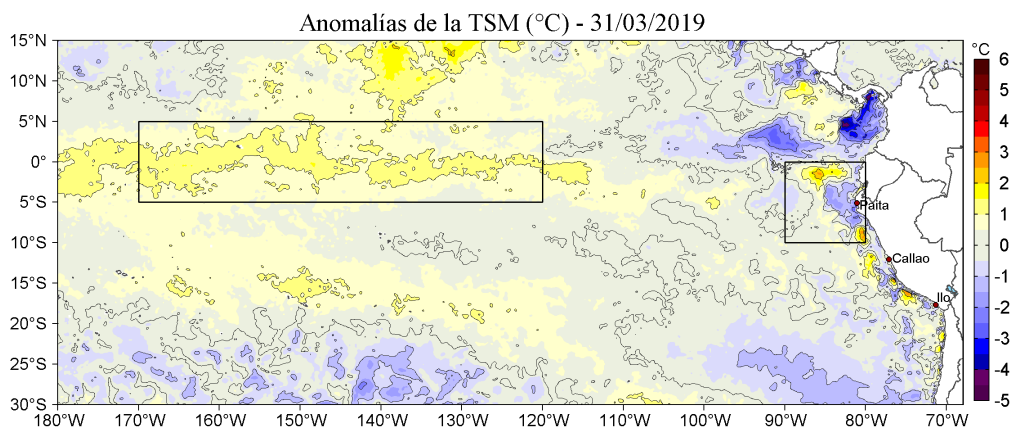 Anomalías de la TSM (°C) - 31/03/2019
°C
15°N
10°N
5°N
0°
5°S
10°S
15°S
20°S
25°S
30°S
180°W
170°W
160°W
150°W
140°W
130°W
120°W
110°W
100°W
90°W
80°W
70°W
Paita
Callao
Ilo
6
5
4
3
2
1
0
-1
-2
-3
-4
-5